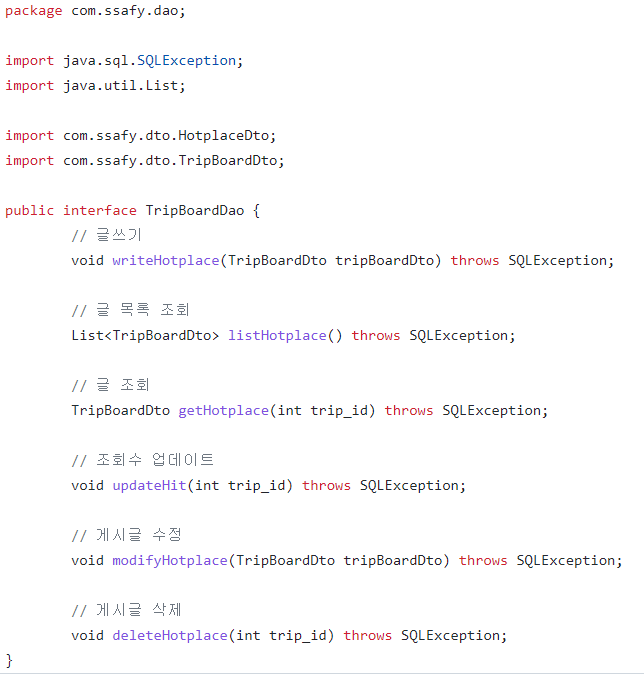 package com.ssafy.dao;
import java.sql.SQLException;
import java.util.List;
import com.ssafy.dto.HotplaceDto;
import com.ssafy.dto.TripBoardDto;
public interface TripBoardDao {
// 글쓰기
void writeHotplace(TripBoardDto tripBoardDto) throws SQLException;
// 글 목록 조회
List<TripBoardDto> listHotplace() throws SQLException;
// 글 조회
TripBoardDto getHotplace(int trip_id) throws SQLException;
// 조회수 업데이트
void updateHit(int trip_id) throws SQLException;
// 게시글 수정
void modifyHotplace(TripBoardDto tripBoardDto) throws SQLException;
// 게시글 삭제
void deleteHotplace(int trip_id) throws SQLException;
}